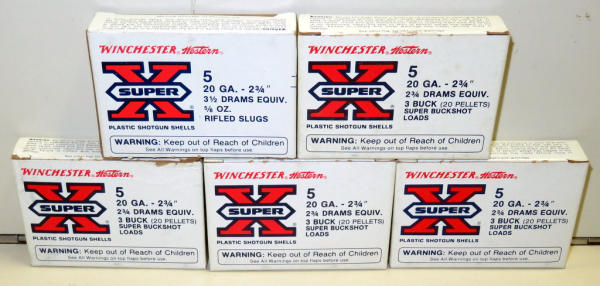 WINCHESTER Western
X
SUPER
®
PLASTIC SHOTGUN SHELLS
5
20 GA. - 2¾"
3½ DRAMS EQUIV.
⅝ OZ.
RIFLED SLUGS
WARNING: Keep out of Reach of Children
See All Warnings on top flaps before use.
WINCHESTER Western
X
SUPER
®
PLASTIC SHOTGUN SHELLS
5
20 GA. - 2¾"
2¾ DRAMS EQUIV.
3 BUCK (20 PELLETS)
SUPER BUCKSHOT
LOADS
WARNING: Keep out of Reach of Children
See All Warnings on top flaps before use.
WINCHESTER Western
X
SUPER
®
PLASTIC SHOTGUN SHELLS
5
20 GA. - 2¾"
2¾ DRAMS EQUIV.
3 BUCK (20 PELLETS)
SUPER BUCKSHOT
LOADS
WARNING: Keep out of Reach of Children
See All Warnings on top flaps before use.
WINCHESTER Western
X
SUPER
®
PLASTIC SHOTGUN SHELLS
5
20 GA. - 2¾"
2¾ DRAMS EQUIV.
3 BUCK (20 PELLETS)
SUPER BUCKSHOT
LOADS
WARNING: Keep out of Reach of Children
See All Warnings on top flaps before use.
WINCHESTER Western
X
SUPER
®
PLASTIC SHOTGUN SHELLS
5
20 GA. - 2¾"
2¾ DRAMS EQUIV.
3 BUCK (20 PELLETS)
SUPER BUCKSHOT
LOADS
WARNING: Keep out of Reach of Children
See All Warnings on top flaps before use.